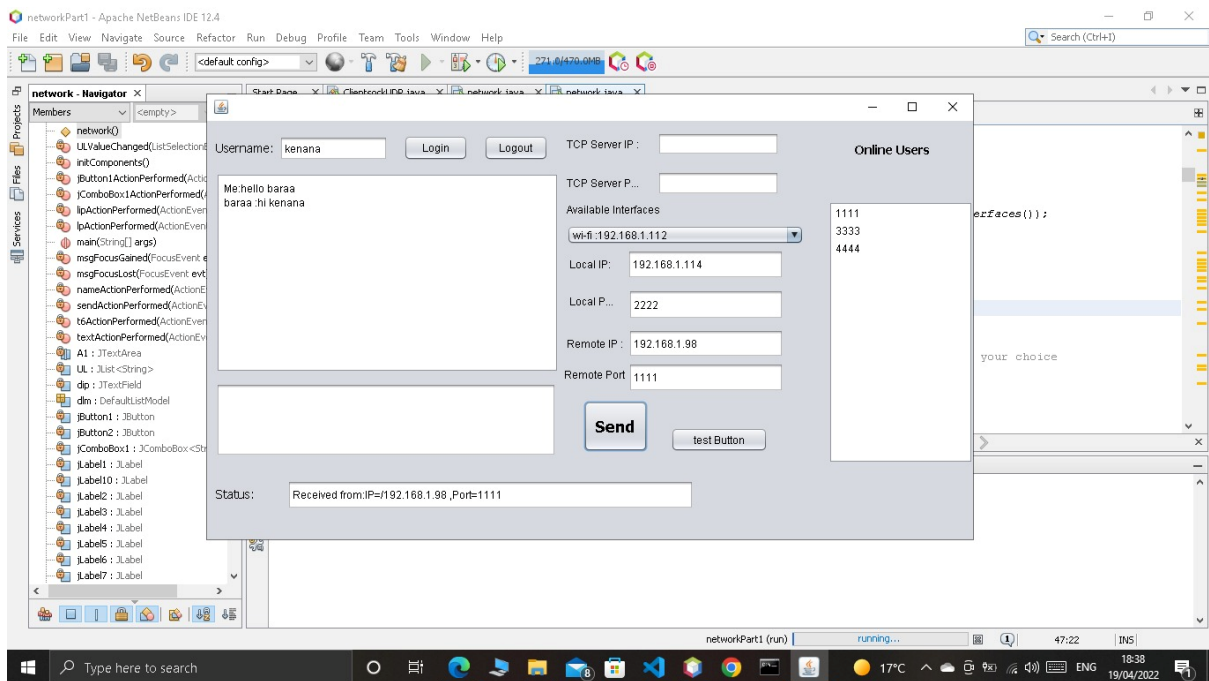 networkPart1 - Apache NetBeans IDE 12.4
File Edit View Navigate Source Refactor Run Debug Profile Team Tools Window Help
Search (Ctrl+I)
<default config>
271.0/470.0MB
network - Navigator
Start Page ClientsockUDP.java network.java network.java
Members <empty>
Projects
Files
Services
network()
ULValueChanged(ListSelectionE
initComponents()
jButton1ActionPerformed(Actio
jComboBox1ActionPerformed(A
lipActionPerformed(ActionEven
lpActionPerformed(ActionEven
main(String[] args)
msgFocusGained(FocusEvent e
msgFocusLost(FocusEvent evt
nameActionPerformed(ActionE
sendActionPerformed(ActionEv
t6ActionPerformed(ActionEven
textActionPerformed(ActionEv
A1 : JTextArea
UL : JList<String>
dip : JTextField
dlm : DefaultListModel
jButton1 : JButton
jButton2 : JButton
jComboBox1 : JComboBox<Str
jLabel1 : JLabel
jLabel10 : JLabel
jLabel2 : JLabel
jLabel3 : JLabel
jLabel4 : JLabel
jLabel5 : JLabel
jLabel6 : JLabel
jLabel7 : JLabel
Username: kenana Login Logout
Me:hello baraa
baraa :hi kenana
TCP Server IP :
TCP Server P...
Available Interfaces
wi-fi :192.168.1.112
Local IP: 192.168.1.114
Local P... 2222
Remote IP : 192.168.1.98
Remote Port 1111
Send
test Button
Online Users
1111
3333
4444
Status: Received from:IP=/192.168.1.98 ,Port=1111
erfaces());
your choice
networkPart1 (run) running... 1 47:22 INS
Type here to search
8
17°C ENG
18:38
19/04/2022
1